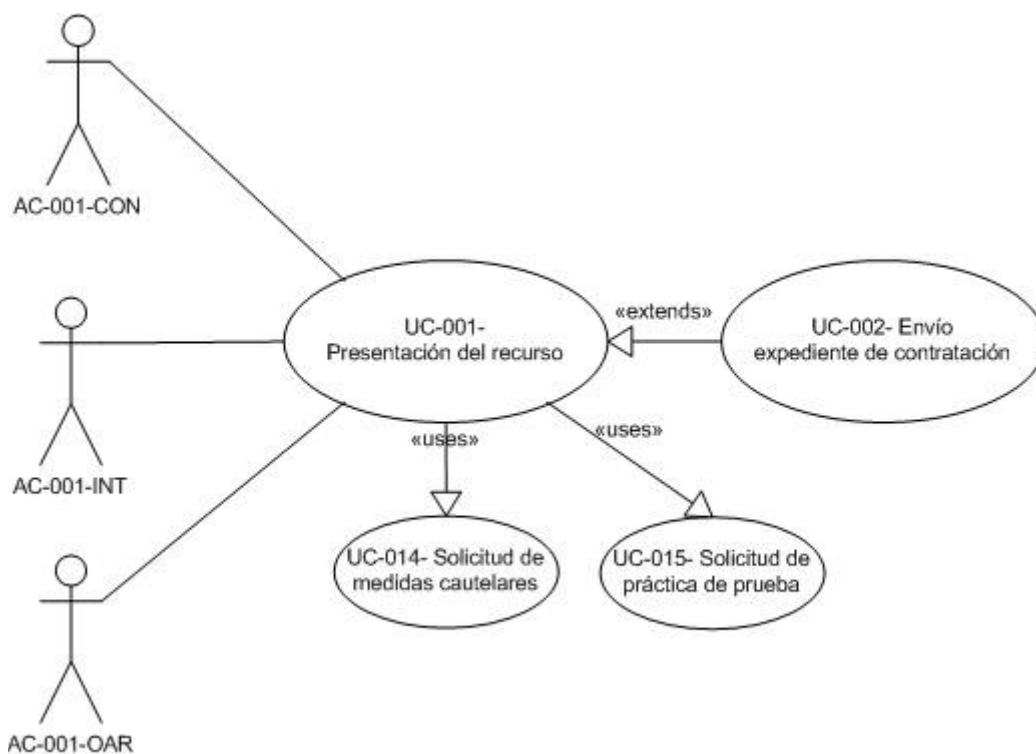 AC-001-CON
AC-001-INT
AC-001-OAR
UC-001-
Presentación del recurso
«extends»
UC-002- Envío
expediente de contratación
«uses»
«uses»
UC-014- Solicitud de
medidas cautelares
UC-015- Solicitud de
práctica de prueba